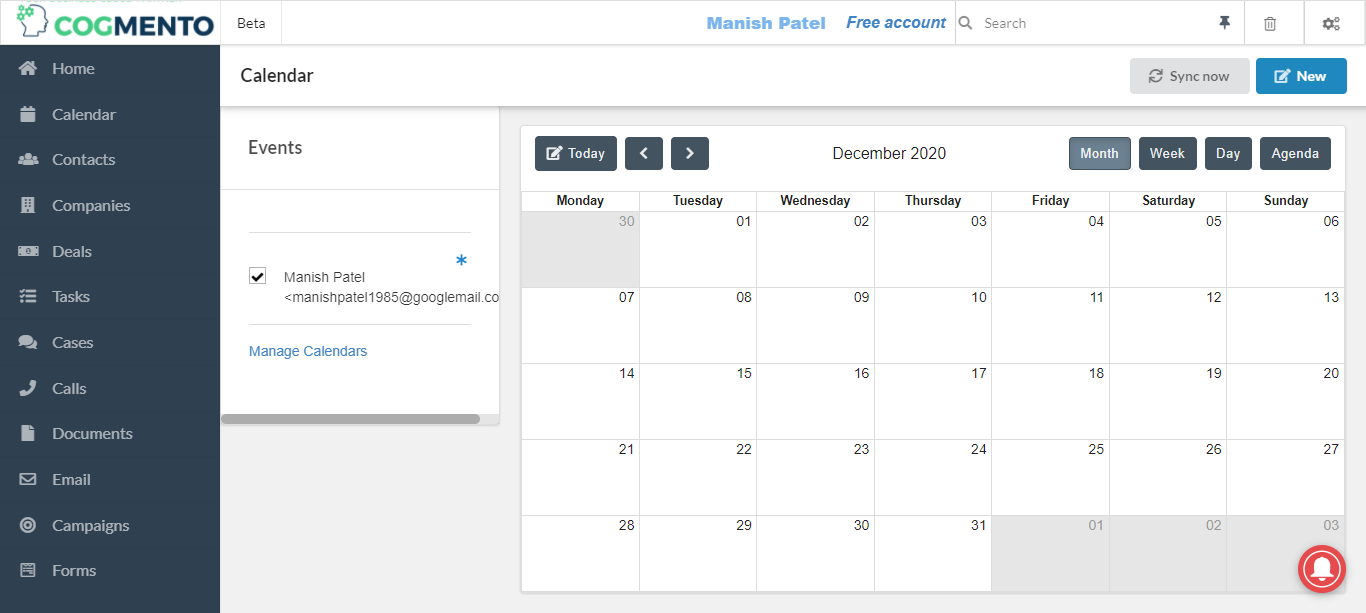 COGMENTO
Beta
Manish Patel
Free account
Search
Home
Calendar
Contacts
Companies
Deals
Tasks
Cases
Calls
Documents
Email
Campaigns
Forms
Calendar
Sync now
New
Events
Manish Patel
<manishpatel1985@googlemail.co
Manage Calendars
Today
December 2020
Month Week Day Agenda
Monday Tuesday Wednesday Thursday Friday Saturday Sunday
30 01 02 03 04 05 06
07 08 09 10 11 12 13
14 15 16 17 18 19 20
21 22 23 24 25 26 27
28 29 30 31 01 02 03